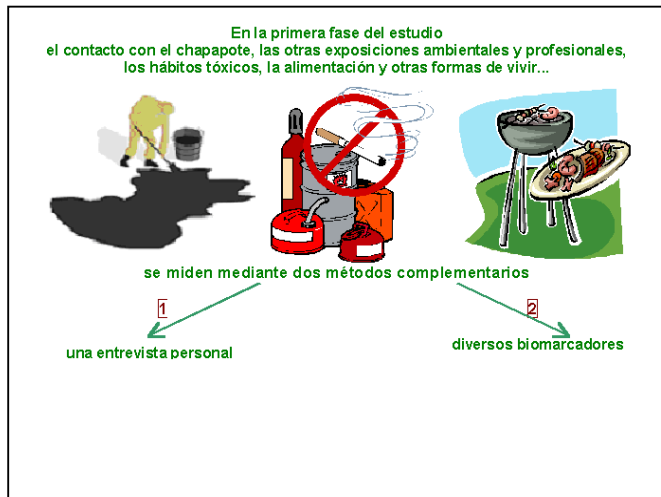 En la primera fase del estudio
el contacto con el chapapote, las otras exposiciones ambientales y profesionales,
los hábitos tóxicos, la alimentación y otras formas de vivir...
se miden mediante dos métodos complementarios
1
2
una entrevista personal
diversos biomarcadores